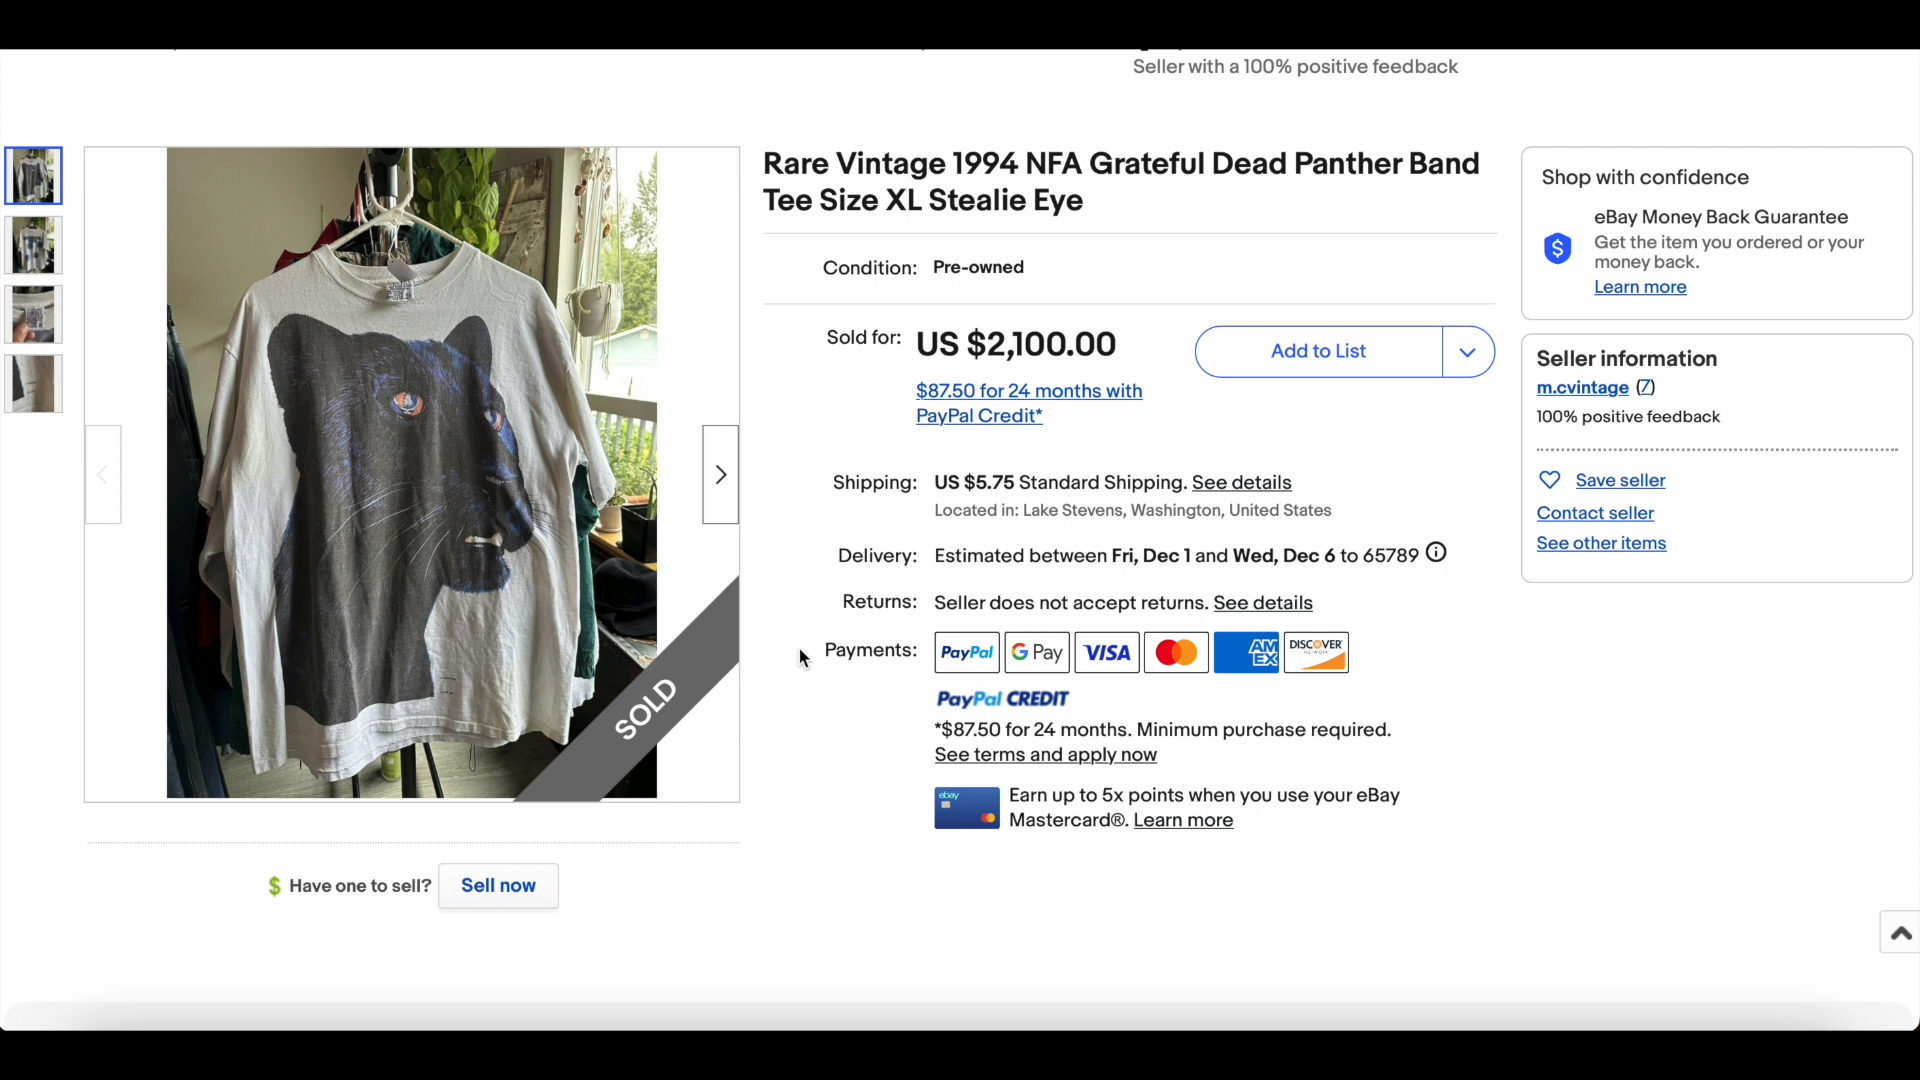 Seller with a 100% positive feedback
Rare Vintage 1994 NFA Grateful Dead Panther Band
Tee Size XL Stealie Eye
Condition: Pre-owned
Sold for: US $2,100.00
Add to List
$87.50 for 24 months with
PayPal Credit*
Shipping: US $5.75 Standard Shipping. See details
Located in: Lake Stevens, Washington, United States
Delivery: Estimated between Fri, Dec 1 and Wed, Dec 6 to 65789
Returns: Seller does not accept returns. See details
Payments: PayPal G Pay VISA AM EX DISCOVER NETWORK
PayPal CREDIT
*$87.50 for 24 months. Minimum purchase required.
See terms and apply now
ebay
Earn up to 5x points when you use your eBay
Mastercard®. Learn more
SOLD
$ Have one to sell? Sell now
Shop with confidence
$
eBay Money Back Guarantee
Get the item you ordered or your
money back.
Learn more
Seller information
m.cvintage (7)
100% positive feedback
Save seller
Contact seller
See other items